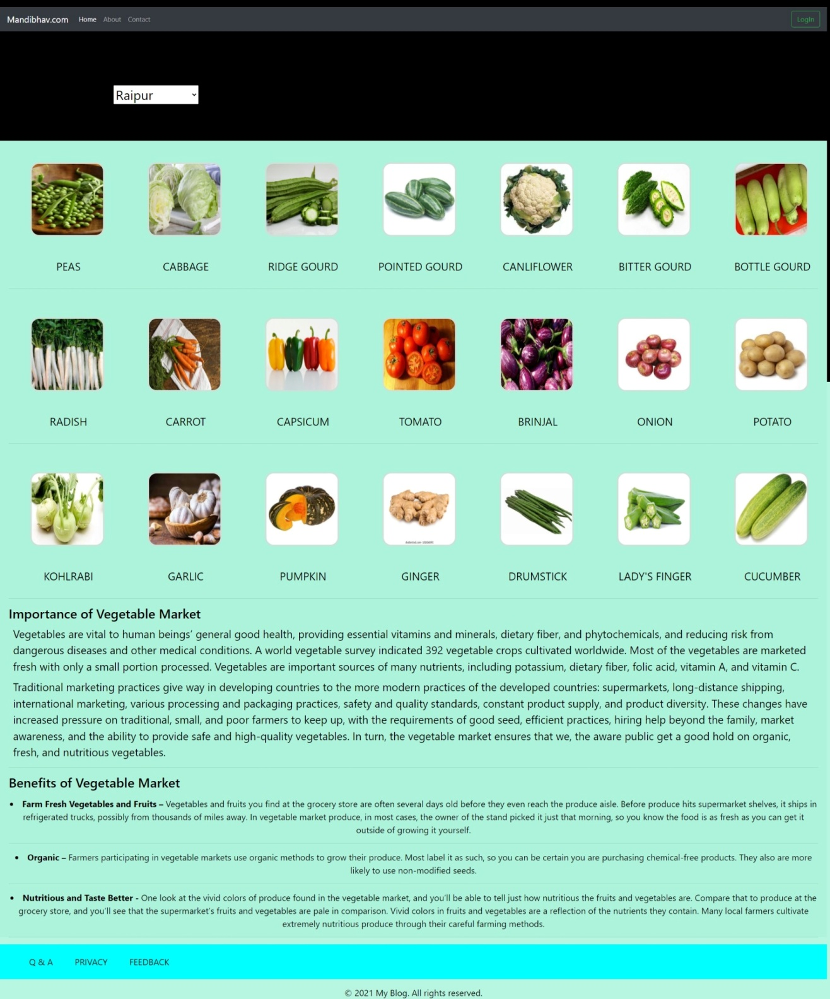 Mandibhav.com Home About Contact LogIn
Raipur
PEAS CABBAGE RIDGE GOURD POINTED GOURD CANLIFLOWER BITTER GOURD BOTTLE GOURD
RADISH CARROT CAPSICUM TOMATO BRINJAL ONION POTATO
KOHLRABI GARLIC PUMPKIN GINGER DRUMSTICK LADY'S FINGER CUCUMBER
Importance of Vegetable Market
Vegetables are vital to human beings’ general good health, providing essential vitamins and minerals, dietary fiber, and phytochemicals, and reducing risk from
dangerous diseases and other medical conditions. A world vegetable survey indicated 392 vegetable crops cultivated worldwide. Most of the vegetables are marketed
fresh with only a small portion processed. Vegetables are important sources of many nutrients, including potassium, dietary fiber, folic acid, vitamin A, and vitamin C.
Traditional marketing practices give way in developing countries to the more modern practices of the developed countries: supermarkets, long-distance shipping,
international marketing, various processing and packaging practices, safety and quality standards, constant product supply, and product diversity. These changes have
increased pressure on traditional, small, and poor farmers to keep up, with the requirements of good seed, efficient practices, hiring help beyond the family, market
awareness, and the ability to provide safe and high-quality vegetables. In turn, the vegetable market ensures that we, the aware public get a good hold on organic,
fresh, and nutritious vegetables.
Benefits of Vegetable Market
• Farm Fresh Vegetables and Fruits – Vegetables and fruits you find at the grocery store are often several days old before they even reach the produce aisle. Before produce hits supermarket shelves, it ships in
refrigerated trucks, possibly from thousands of miles away. In vegetable market produce, in most cases, the owner of the stand picked it just that morning, so you know the food is as fresh as you can get it
outside of growing it yourself.
• Organic – Farmers participating in vegetable markets use organic methods to grow their produce. Most label it as such, so you can be certain you are purchasing chemical-free products. They also are more
likely to use non-modified seeds.
• Nutritious and Taste Better - One look at the vivid colors of produce found in the vegetable market, and you’ll be able to tell just how nutritious the fruits and vegetables are. Compare that to produce at the
grocery store, and you’ll see that the supermarket’s fruits and vegetables are pale in comparison. Vivid colors in fruits and vegetables are a reflection of the nutrients they contain. Many local farmers cultivate
extremely nutritious produce through their careful farming methods.
Q & A PRIVACY FEEDBACK
© 2021 My Blog. All rights reserved.